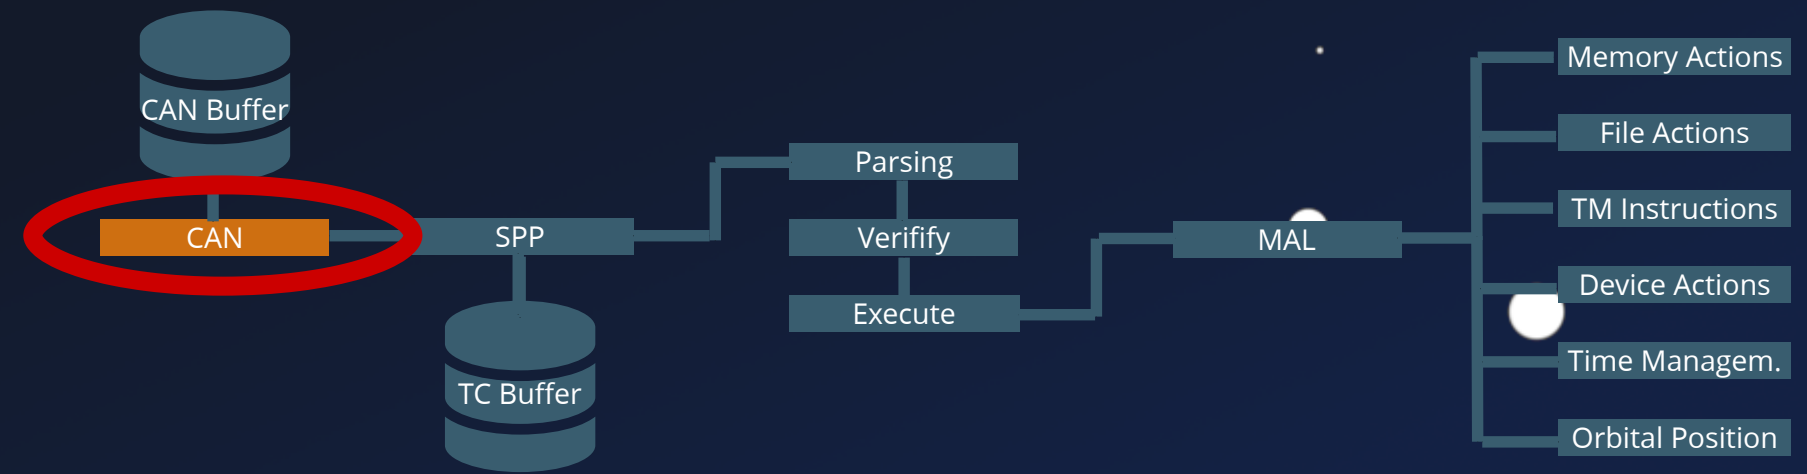 CAN Buffer
CAN
SPP
TC Buffer
Parsing
Verifify
Execute
MAL
Memory Actions
File Actions
TM Instructions
Device Actions
Time Managem.
Orbital Position